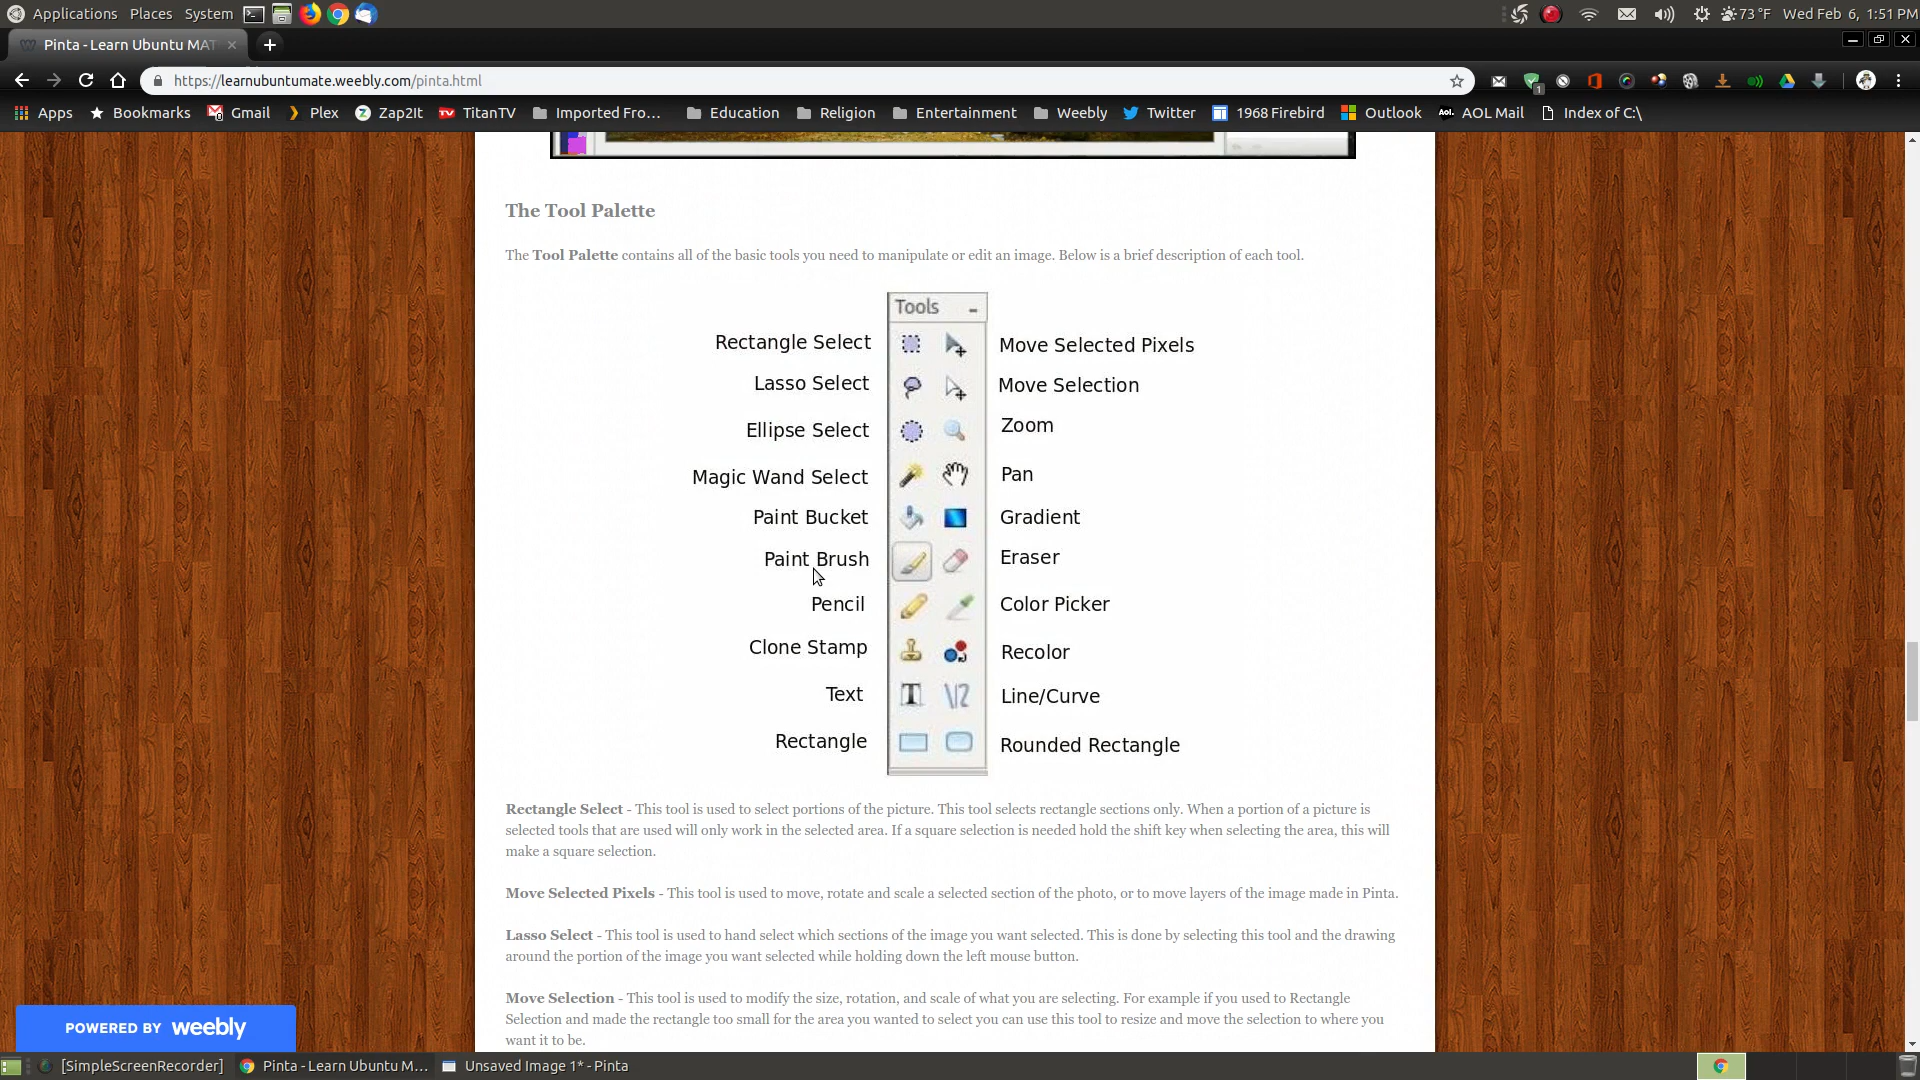 Applications Places System
73 °F Wed Feb 6, 1:51 PM
Pinta - Learn Ubuntu MAT
https://learnubuntumate.weebly.com/pinta.html
1
Apps Bookmarks Gmail Plex Zap2It TitanTV Imported Fro... Education Religion Entertainment Weebly Twitter 1968 Firebird Outlook Aol. AOL Mail Index of C:\
The Tool Palette
The Tool Palette contains all of the basic tools you need to manipulate or edit an image. Below is a brief description of each tool.
Tools
Rectangle Select Move Selected Pixels
Lasso Select Move Selection
Ellipse Select Zoom
Magic Wand Select Pan
Paint Bucket Gradient
Paint Brush Eraser
Pencil Color Picker
Clone Stamp Recolor
Text Line/Curve
Rectangle Rounded Rectangle
Rectangle Select - This tool is used to select portions of the picture. This tool selects rectangle sections only. When a portion of a picture is
selected tools that are used will only work in the selected area. If a square selection is needed hold the shift key when selecting the area, this will
make a square selection.
Move Selected Pixels - This tool is used to move, rotate and scale a selected section of the photo, or to move layers of the image made in Pinta.
Lasso Select - This tool is used to hand select which sections of the image you want selected. This is done by selecting this tool and the drawing
around the portion of the image you want selected while holding down the left mouse button.
Move Selection - This tool is used to modify the size, rotation, and scale of what you are selecting. For example if you used to Rectangle
Selection and made the rectangle too small for the area you wanted to select you can use this tool to resize and move the selection to where you
want it to be.
POWERED BY weebly
[SimpleScreenRecorder] Pinta - Learn Ubuntu M... Unsaved Image 1* - Pinta